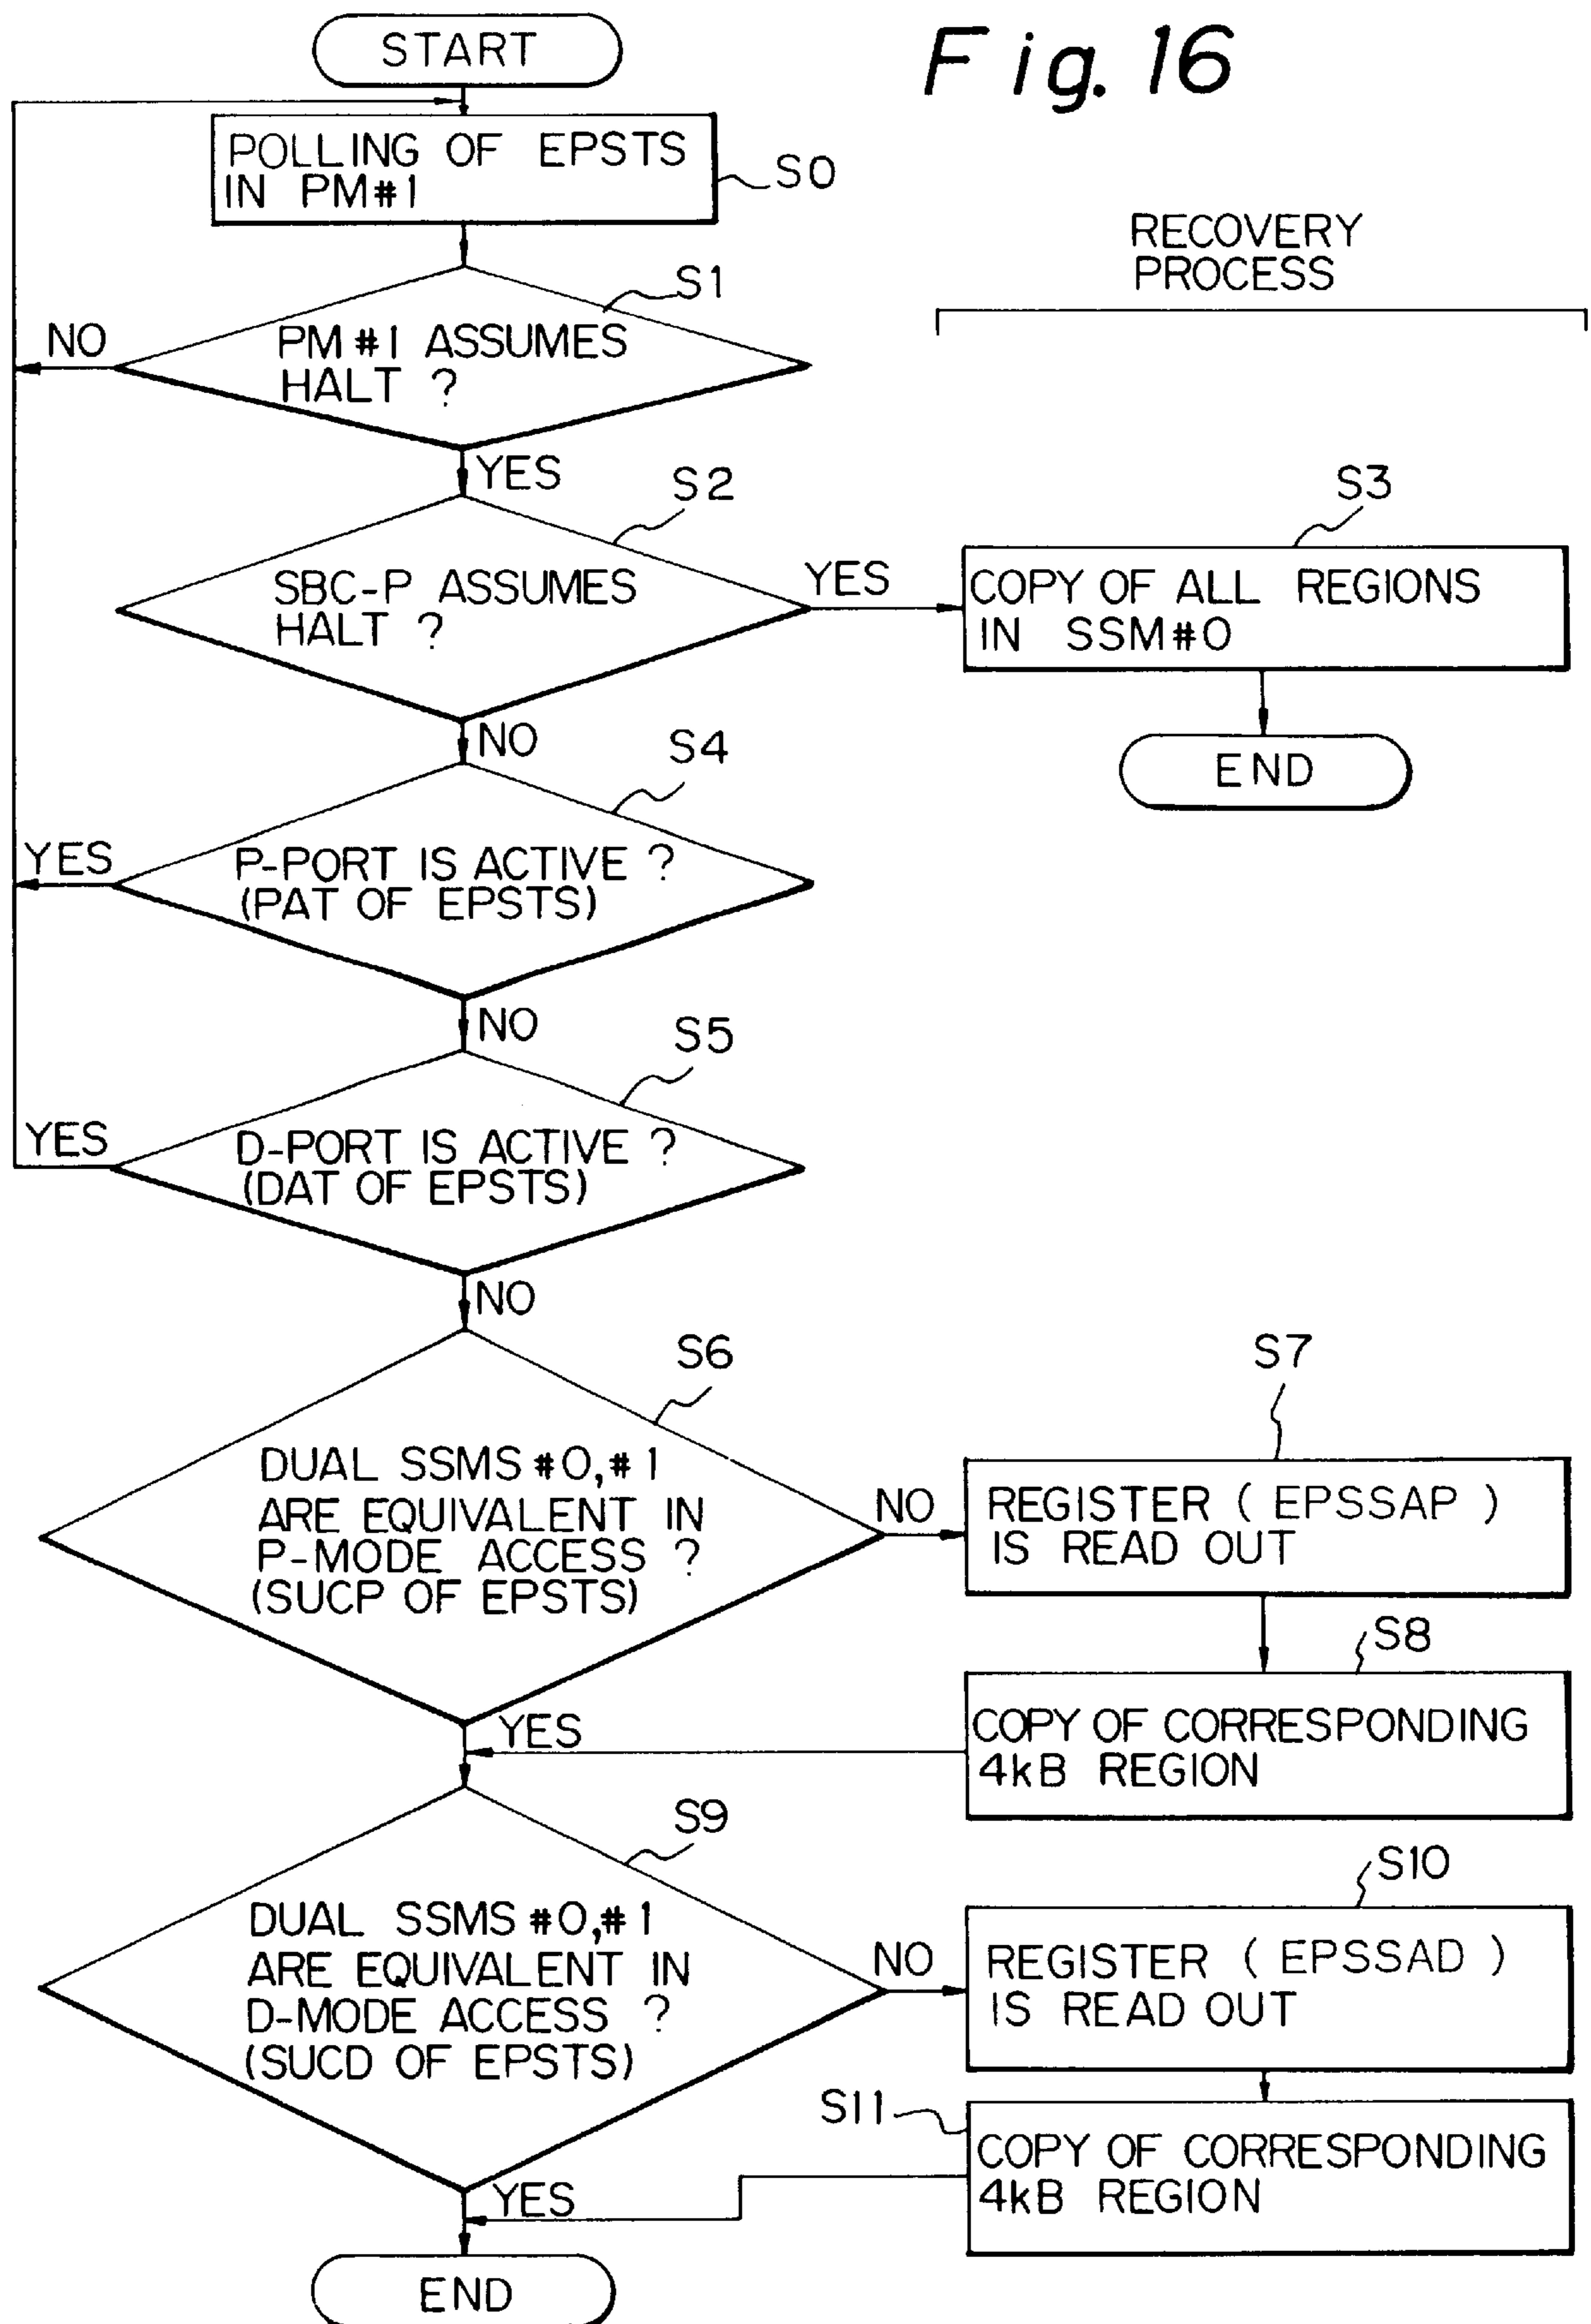 START
Fig. 16
POLLING OF EPSTS
IN PM#1
S0
RECOVERY
PROCESS
S1
NO
PM#1 ASSUMES
HALT ?
YES
S2
S3
SBC-P ASSUMES
HALT ?
YES
COPY OF ALL REGIONS
IN SSM#0
NO
END
S4
YES
P-PORT IS ACTIVE ?
(PAT OF EPSTS)
NO
S5
YES
D-PORT IS ACTIVE ?
(DAT OF EPSTS)
NO
S6
S7
DUAL SSMS #0,#1
ARE EQUIVALENT IN
P-MODE ACCESS ?
(SUCP OF EPSTS)
NO
REGISTER ( EPSSAP )
IS READ OUT
S8
YES
COPY OF CORRESPONDING
4kB REGION
S9
S10
DUAL SSMS #0,#1
ARE EQUIVALENT IN
D-MODE ACCESS ?
(SUCD OF EPSTS)
NO
REGISTER ( EPSSAD )
IS READ OUT
S11
COPY OF CORRESPONDING
4kB REGION
YES
END